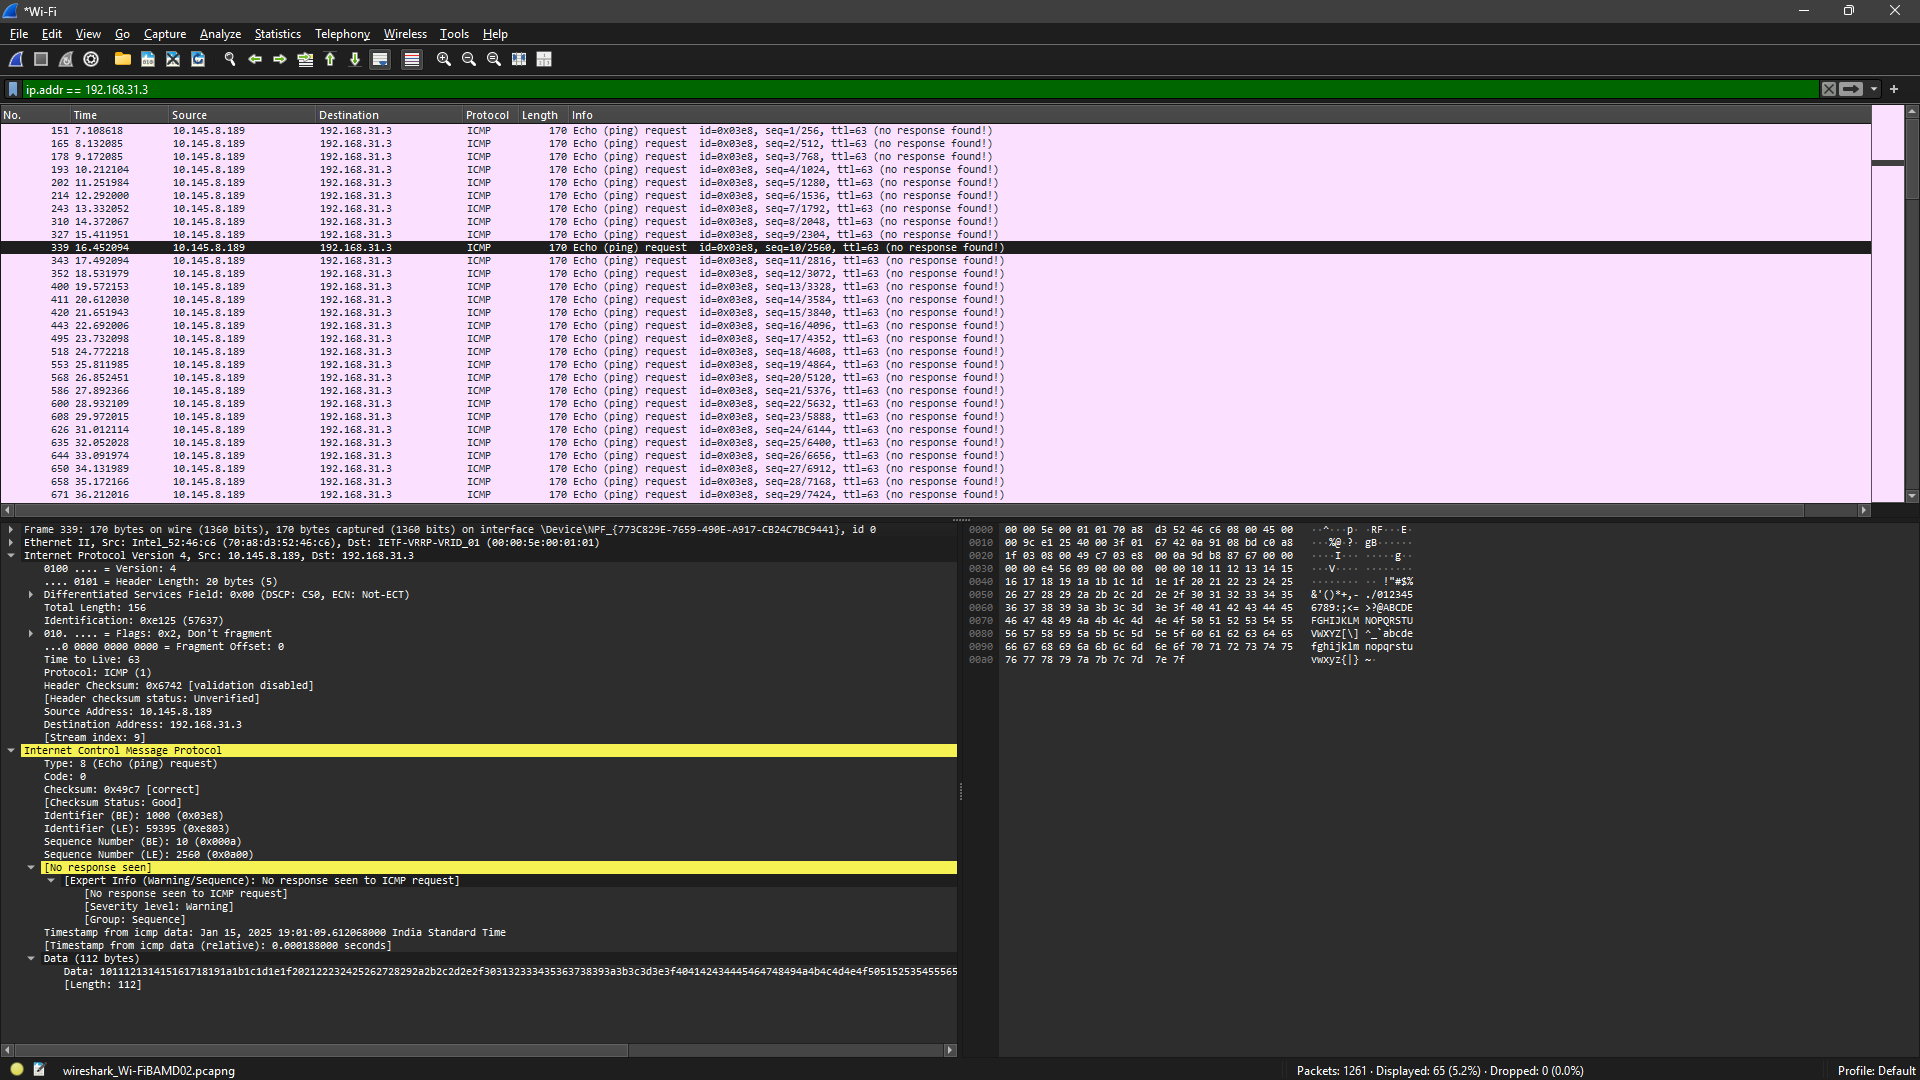 *Wi-Fi
File Edit View Go Capture Analyze Statistics Telephony Wireless Tools Help
ip.addr == 192.168.31.3
No. Time Source Destination Protocol Length Info
151 7.108618 10.145.8.189 192.168.31.3 ICMP 170 Echo (ping) request id=0x03e8, seq=1/256, ttl=63 (no response found!)
165 8.132085 10.145.8.189 192.168.31.3 ICMP 170 Echo (ping) request id=0x03e8, seq=2/512, ttl=63 (no response found!)
178 9.172085 10.145.8.189 192.168.31.3 ICMP 170 Echo (ping) request id=0x03e8, seq=3/768, ttl=63 (no response found!)
193 10.212104 10.145.8.189 192.168.31.3 ICMP 170 Echo (ping) request id=0x03e8, seq=4/1024, ttl=63 (no response found!)
202 11.251984 10.145.8.189 192.168.31.3 ICMP 170 Echo (ping) request id=0x03e8, seq=5/1280, ttl=63 (no response found!)
214 12.292000 10.145.8.189 192.168.31.3 ICMP 170 Echo (ping) request id=0x03e8, seq=6/1536, ttl=63 (no response found!)
243 13.332052 10.145.8.189 192.168.31.3 ICMP 170 Echo (ping) request id=0x03e8, seq=7/1792, ttl=63 (no response found!)
310 14.372067 10.145.8.189 192.168.31.3 ICMP 170 Echo (ping) request id=0x03e8, seq=8/2048, ttl=63 (no response found!)
327 15.411951 10.145.8.189 192.168.31.3 ICMP 170 Echo (ping) request id=0x03e8, seq=9/2304, ttl=63 (no response found!)
339 16.452094 10.145.8.189 192.168.31.3 ICMP 170 Echo (ping) request id=0x03e8, seq=10/2560, ttl=63 (no response found!)
343 17.492094 10.145.8.189 192.168.31.3 ICMP 170 Echo (ping) request id=0x03e8, seq=11/2816, ttl=63 (no response found!)
352 18.531979 10.145.8.189 192.168.31.3 ICMP 170 Echo (ping) request id=0x03e8, seq=12/3072, ttl=63 (no response found!)
400 19.572153 10.145.8.189 192.168.31.3 ICMP 170 Echo (ping) request id=0x03e8, seq=13/3328, ttl=63 (no response found!)
411 20.612030 10.145.8.189 192.168.31.3 ICMP 170 Echo (ping) request id=0x03e8, seq=14/3584, ttl=63 (no response found!)
420 21.651943 10.145.8.189 192.168.31.3 ICMP 170 Echo (ping) request id=0x03e8, seq=15/3840, ttl=63 (no response found!)
443 22.692006 10.145.8.189 192.168.31.3 ICMP 170 Echo (ping) request id=0x03e8, seq=16/4096, ttl=63 (no response found!)
495 23.732098 10.145.8.189 192.168.31.3 ICMP 170 Echo (ping) request id=0x03e8, seq=17/4352, ttl=63 (no response found!)
518 24.772218 10.145.8.189 192.168.31.3 ICMP 170 Echo (ping) request id=0x03e8, seq=18/4608, ttl=63 (no response found!)
553 25.811985 10.145.8.189 192.168.31.3 ICMP 170 Echo (ping) request id=0x03e8, seq=19/4864, ttl=63 (no response found!)
568 26.852451 10.145.8.189 192.168.31.3 ICMP 170 Echo (ping) request id=0x03e8, seq=20/5120, ttl=63 (no response found!)
586 27.892366 10.145.8.189 192.168.31.3 ICMP 170 Echo (ping) request id=0x03e8, seq=21/5376, ttl=63 (no response found!)
600 28.932109 10.145.8.189 192.168.31.3 ICMP 170 Echo (ping) request id=0x03e8, seq=22/5632, ttl=63 (no response found!)
608 29.972015 10.145.8.189 192.168.31.3 ICMP 170 Echo (ping) request id=0x03e8, seq=23/5888, ttl=63 (no response found!)
626 31.012114 10.145.8.189 192.168.31.3 ICMP 170 Echo (ping) request id=0x03e8, seq=24/6144, ttl=63 (no response found!)
635 32.052028 10.145.8.189 192.168.31.3 ICMP 170 Echo (ping) request id=0x03e8, seq=25/6400, ttl=63 (no response found!)
644 33.091974 10.145.8.189 192.168.31.3 ICMP 170 Echo (ping) request id=0x03e8, seq=26/6656, ttl=63 (no response found!)
650 34.131989 10.145.8.189 192.168.31.3 ICMP 170 Echo (ping) request id=0x03e8, seq=27/6912, ttl=63 (no response found!)
658 35.172166 10.145.8.189 192.168.31.3 ICMP 170 Echo (ping) request id=0x03e8, seq=28/7168, ttl=63 (no response found!)
671 36.212016 10.145.8.189 192.168.31.3 ICMP 170 Echo (ping) request id=0x03e8, seq=29/7424, ttl=63 (no response found!)
Frame 339: 170 bytes on wire (1360 bits), 170 bytes captured (1360 bits) on interface \Device\NPF_{773C829E-7659-490E-A917-CB24C7BC9441}, id 0
Ethernet II, Src: Intel_52:46:c6 (70:a8:d3:52:46:c6), Dst: IETF-VRRP-VRID_01 (00:00:5e:00:01:01)
Internet Protocol Version 4, Src: 10.145.8.189, Dst: 192.168.31.3
0100 .... = Version: 4
.... 0101 = Header Length: 20 bytes (5)
Differentiated Services Field: 0x00 (DSCP: CS0, ECN: Not-ECT)
Total Length: 156
Identification: 0xe125 (57637)
010. .... = Flags: 0x2, Don't fragment
...0 0000 0000 0000 = Fragment Offset: 0
Time to Live: 63
Protocol: ICMP (1)
Header Checksum: 0x6742 [validation disabled]
[Header checksum status: Unverified]
Source Address: 10.145.8.189
Destination Address: 192.168.31.3
[Stream index: 9]
Internet Control Message Protocol
Type: 8 (Echo (ping) request)
Code: 0
Checksum: 0x49c7 [correct]
[Checksum Status: Good]
Identifier (BE): 1000 (0x03e8)
Identifier (LE): 59395 (0xe803)
Sequence Number (BE): 10 (0x000a)
Sequence Number (LE): 2560 (0x0a00)
[No response seen]
[Expert Info (Warning/Sequence): No response seen to ICMP request]
[No response seen to ICMP request]
[Severity level: Warning]
[Group: Sequence]
Timestamp from icmp data: Jan 15, 2025 19:01:09.612068000 India Standard Time
[Timestamp from icmp data (relative): 0.000188000 seconds]
Data (112 bytes)
Data: 101112131415161718191a1b1c1d1e1f202122232425262728292a2b2c2d2e2f303132333435363738393a3b3c3d3e3f404142434445464748494a4b4c4d4e4f505152535455565
[Length: 112]
0000 00 00 5e 00 01 01 70 a8 d3 52 46 c6 08 00 45 00 ··^···p· ·RF···E·
0010 00 9c e1 25 40 00 3f 01 67 42 0a 91 08 bd c0 a8 ···%@·?· gB······
0020 1f 03 08 00 49 c7 03 e8 00 0a 9d b8 87 67 00 00 ····I··· ·····g··
0030 00 00 e4 56 09 00 00 00 00 00 10 11 12 13 14 15 ···V···· ········
0040 16 17 18 19 1a 1b 1c 1d 1e 1f 20 21 22 23 24 25 ········ ·· !"#$%
0050 26 27 28 29 2a 2b 2c 2d 2e 2f 30 31 32 33 34 35 &'()*+,- ./012345
0060 36 37 38 39 3a 3b 3c 3d 3e 3f 40 41 42 43 44 45 6789:;<= >?@ABCDE
0070 46 47 48 49 4a 4b 4c 4d 4e 4f 50 51 52 53 54 55 FGHIJKLM NOPQRSTU
0080 56 57 58 59 5a 5b 5c 5d 5e 5f 60 61 62 63 64 65 VWXYZ[\] ^_`abcde
0090 66 67 68 69 6a 6b 6c 6d 6e 6f 70 71 72 73 74 75 fghijklm nopqrstu
00a0 76 77 78 79 7a 7b 7c 7d 7e 7f vwxyz{|} ~·
wireshark_Wi-FiBAMD02.pcapng
Packets: 1261 · Displayed: 65 (5.2%) · Dropped: 0 (0.0%)
Profile: Default